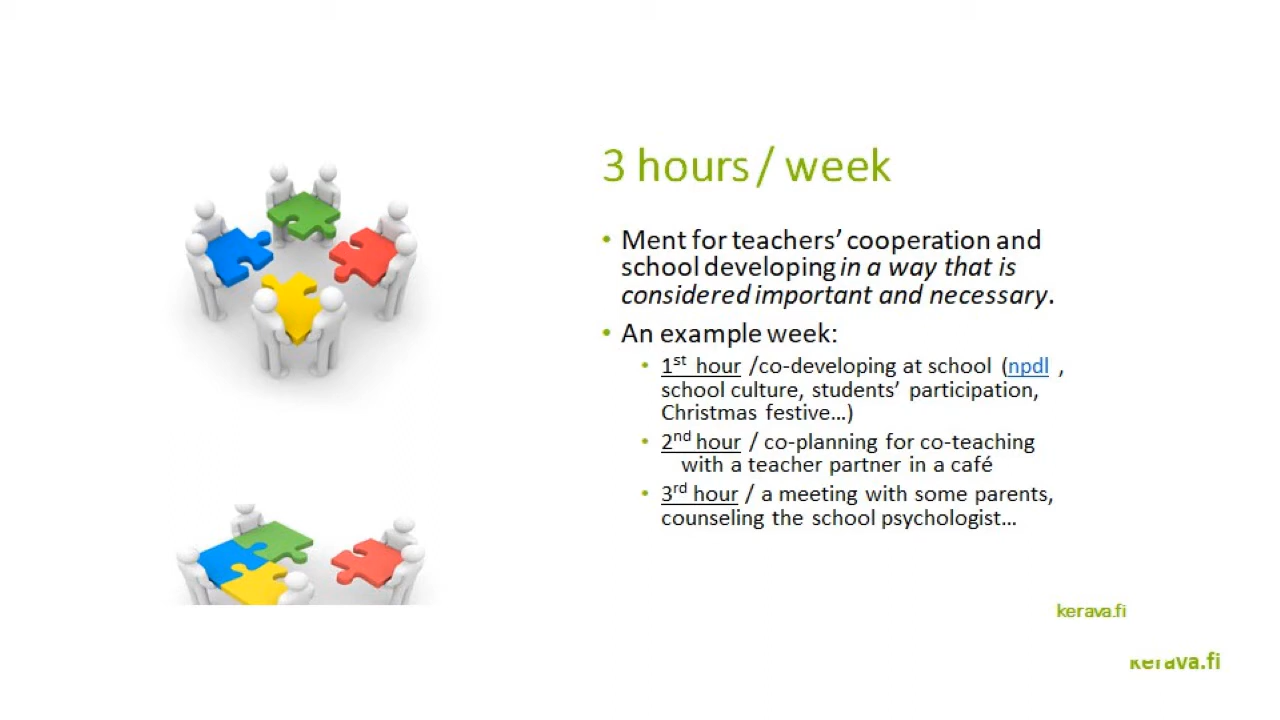 3 hours / week
• Ment for teachers’ cooperation and
school developing in a way that is
considered important and necessary.
• An example week:
• 1st hour /co-developing at school (npdl ,
school culture, students’ participation,
Christmas festive…)
• 2nd hour / co-planning for co-teaching
with a teacher partner in a café
• 3rd hour / a meeting with some parents,
counseling the school psychologist…
kerava.fi
kerava.fi